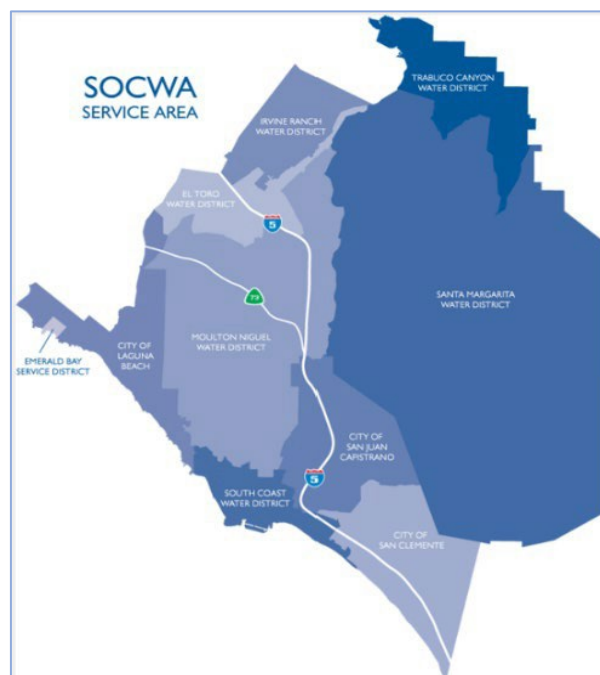 SOCWA
SERVICE AREA
TRABUCO CANYON
WATER DISTRICT
IRVINE RANCH
WATER DISTRICT
EL TORO
WATER DISTRICT
5
73
SANTA MARGARITA
WATER DISTRICT
MOULTON NIGUEL
WATER DISTRICT
CITY OF
LAGUNA
BEACH
EMERALD BAY
SERVICE DISTRICT
CITY OF
SAN JUAN
CAPISTRANO
5
SOUTH COAST
WATER DISTRICT
CITY OF
SAN CLEMENTE